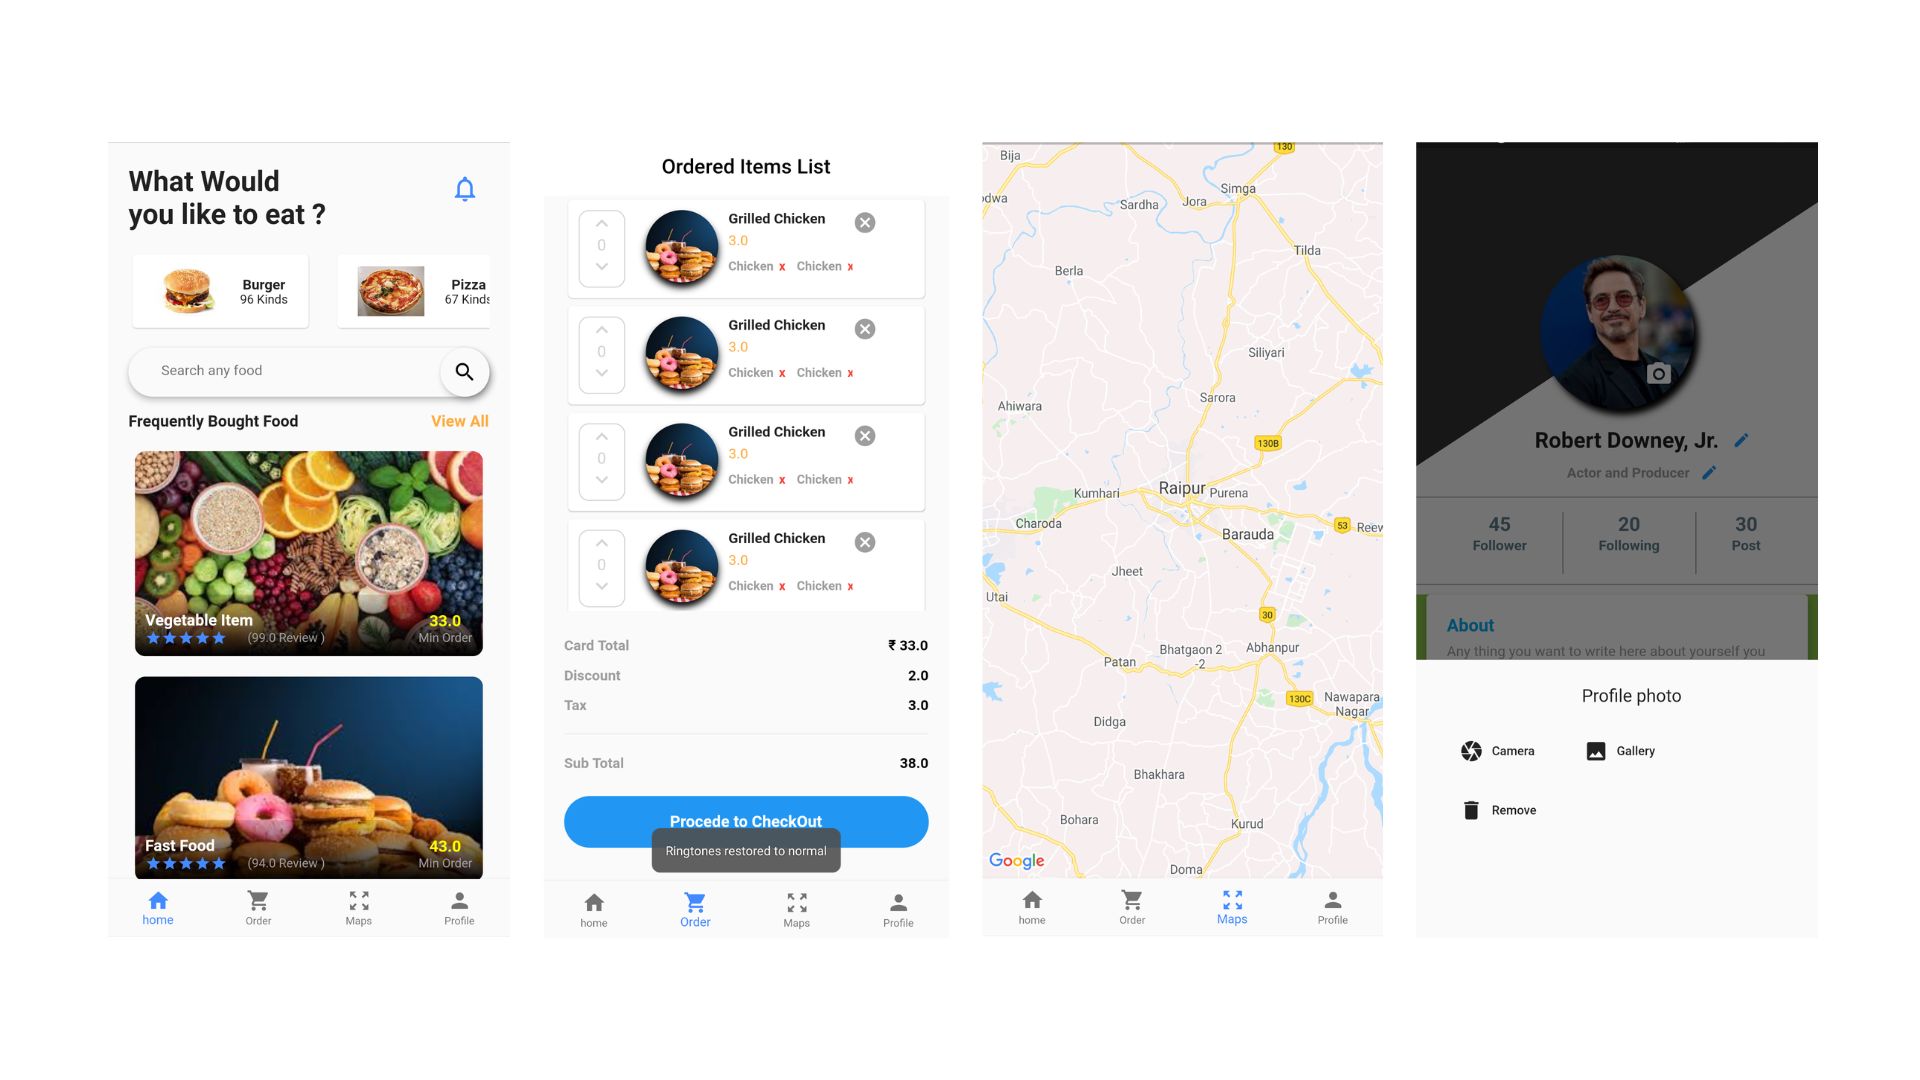 What Would
you like to eat ?
Burger
96 Kinds
Pizza
67 Kinds
Search any food
Frequently Bought Food
View All
Vegetable Item
33.0
(99.0 Review )
Min Order
Fast Food
43.0
(94.0 Review )
Min Order
home
Order
Maps
Profile
Ordered Items List
Grilled Chicken
0
3.0
Chicken x Chicken x
Grilled Chicken
0
3.0
Chicken x Chicken x
Grilled Chicken
0
3.0
Chicken x Chicken x
Grilled Chicken
0
3.0
Chicken x Chicken x
Card Total ₹ 33.0
Discount 2.0
Tax 3.0
Sub Total 38.0
Procede to CheckOut
Ringtones restored to normal
home
Order
Maps
Profile
130
Bija
Simga
Sardha
Jora
Tilda
Berla
Siliyari
Sarora
Ahiwara
130B
Raipur
Kumhari
Purena
Charoda
53
Barauda
Jheet
Utai
30
Bhatgaon 2
-2
Abhanpur
Patan
130C
Nawapara
Nagar
Didga
Bhakhara
Bohara
Kurud
Google
Doma
home
Order
Maps
Profile
Robert Downey, Jr.
Actor and Producer
45
Follower
20
Following
30
Post
About
Any thing you want to write here about yourself you
Profile photo
Camera
Gallery
Remove